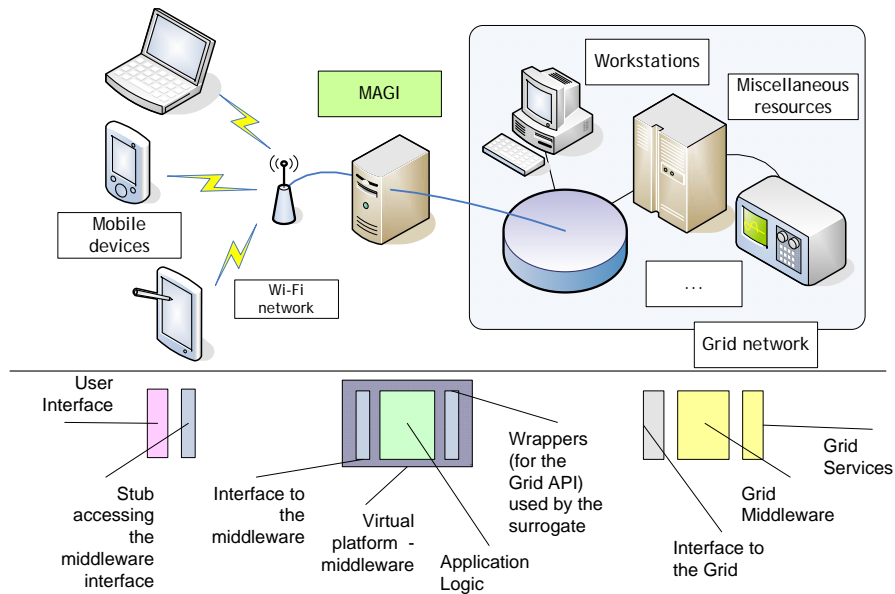 MAGI
Workstations
Miscellaneous
resources
Mobile
devices
Wi-Fi
network
...
Grid network
User
Interface
Stub
accessing
the
middleware
interface
Interface to
the
middleware
Virtual
platform -
middleware
Application
Logic
Wrappers
(for the
Grid API)
used by the
surrogate
Interface to
the Grid
Grid
Middleware
Grid
Services